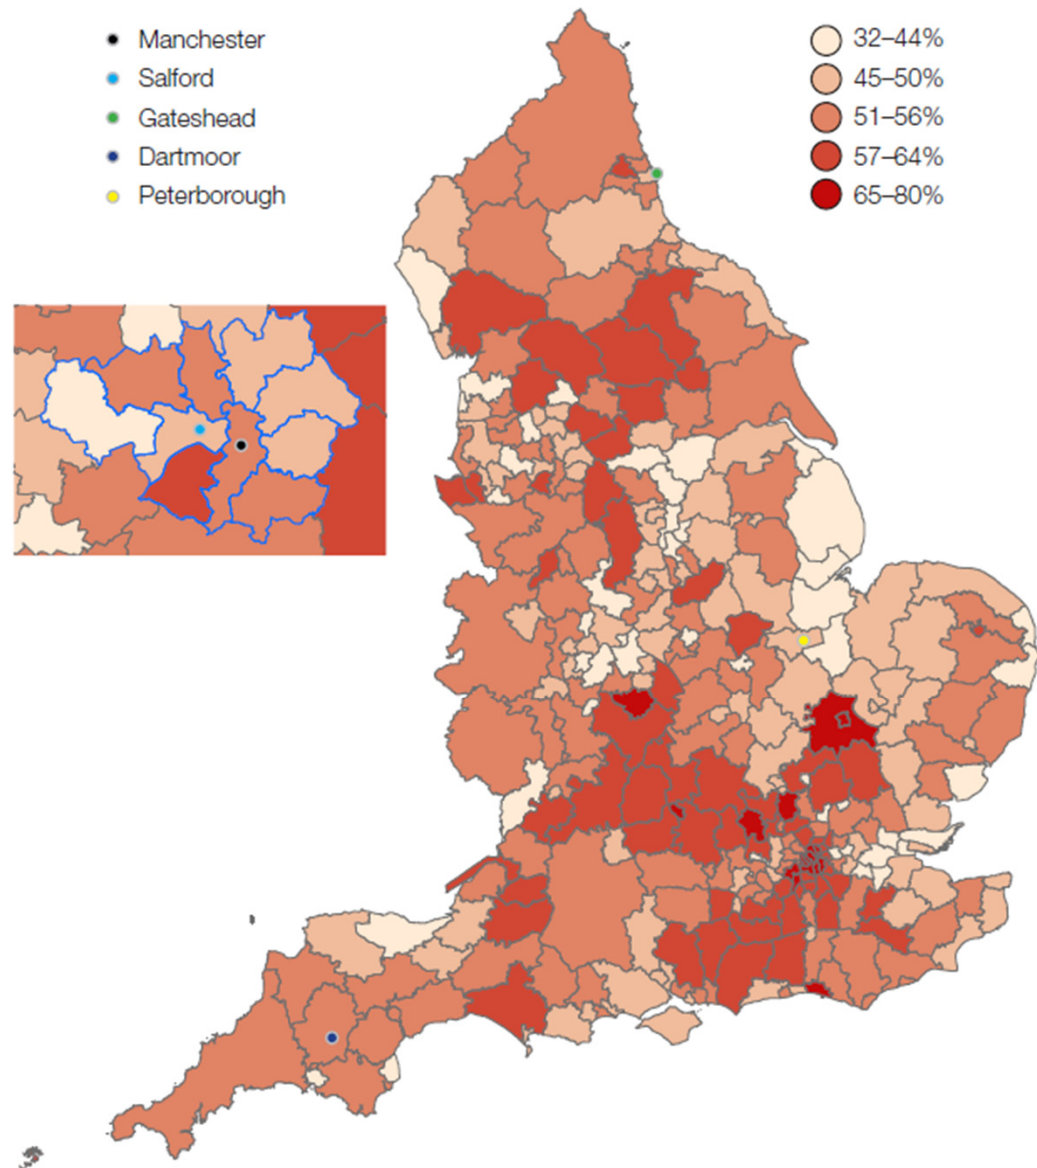 Manchester
Salford
Gateshead
Dartmoor
Peterborough
32–44%
45–50%
51–56%
57–64%
65–80%